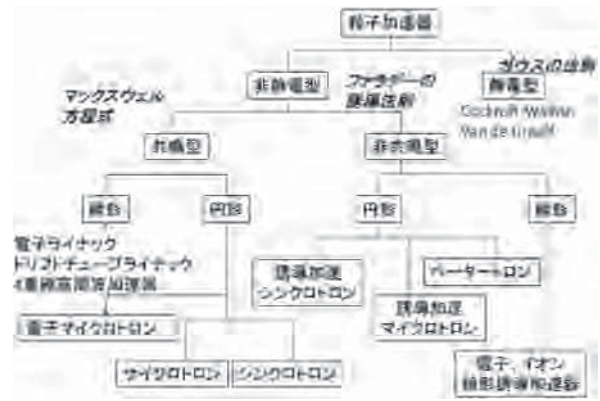 粒子加速器
ガウスの法則
非静電型
ファラデーの
誘導法則
静電型
マックスウェル
方程式
Cockroft Walton
Van de Graaff
共鳴型
非共鳴型
線形
円形
円形
線形
電子ライナック
ドリフトチューブライナック
4重極高周波加速器
誘導加速
シンクロトロン
ベータートロン
誘導加速
マイクロトロン
電子マイクロトロン
サイクロトロン
シンクロトロン
電子、イオン
線形誘導加速器